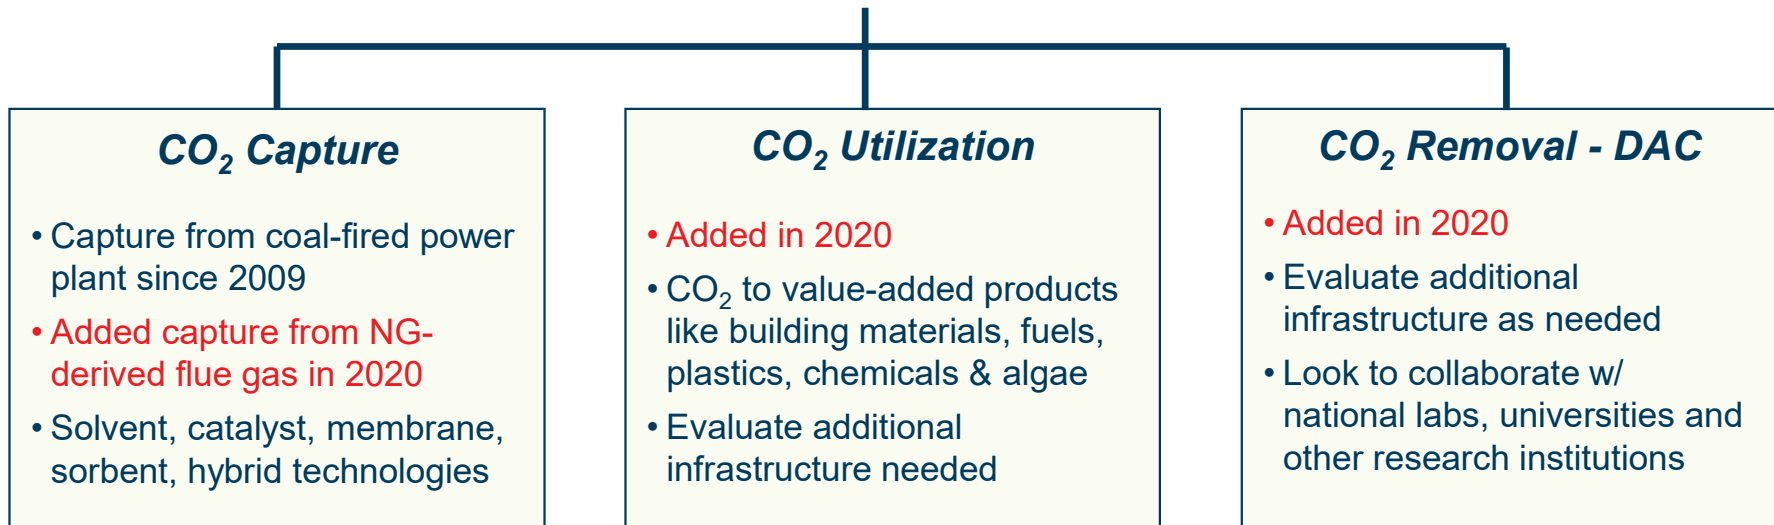 CO₂ Capture
• Capture from coal-fired power
plant since 2009
• Added capture from NG-
derived flue gas in 2020
• Solvent, catalyst, membrane,
sorbent, hybrid technologies
CO₂ Utilization
• Added in 2020
• CO₂ to value-added products
like building materials, fuels,
plastics, chemicals & algae
• Evaluate additional
infrastructure needed
CO₂ Removal - DAC
• Added in 2020
• Evaluate additional
infrastructure as needed
• Look to collaborate w/
national labs, universities and
other research institutions